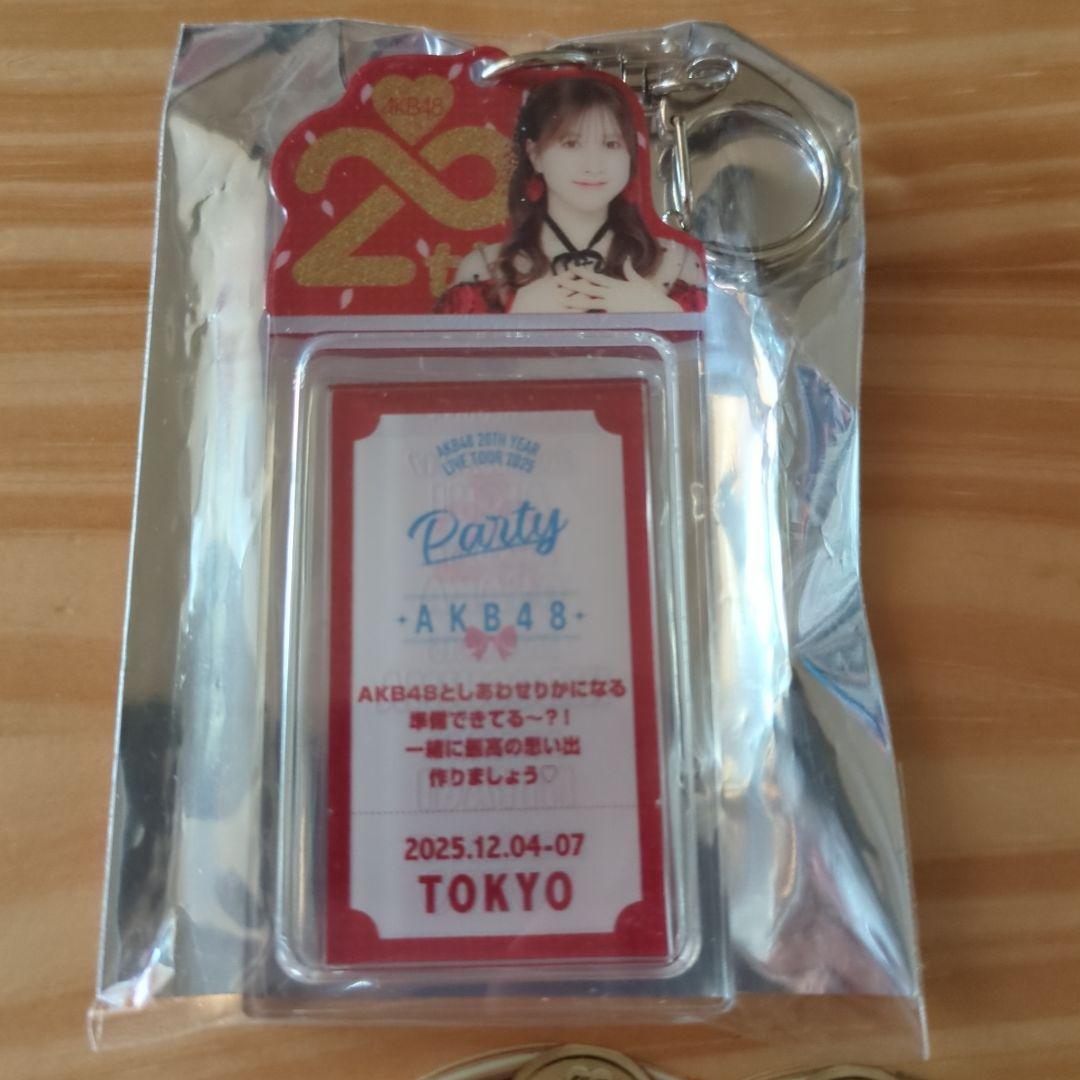 AKB48
20th
AKB48 20TH YEAR
LIVE TOUR 2025
Party
AKB48
AKB48としあわせりかになる
準備できてる～?!
一緒に最高の思い出
作りましょう♡
2025.12.04-07
TOKYO